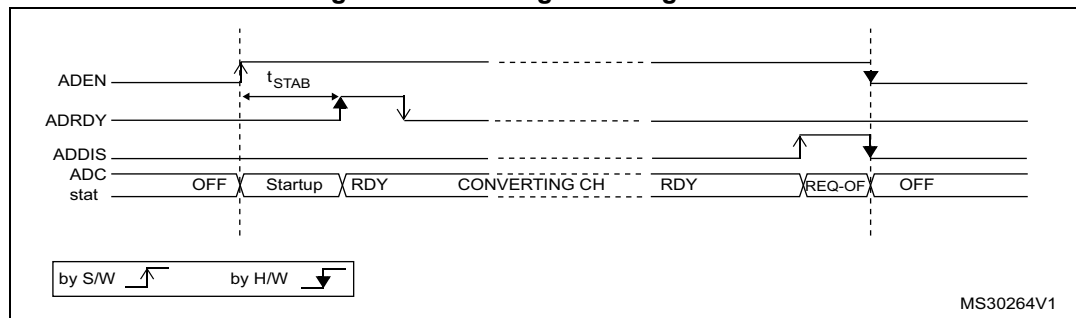 ADEN
tSTAB
ADRDY
ADDIS
ADC
stat
OFF Startup RDY CONVERTING CH RDY REQ-OF OFF
by S/W by H/W
MS30264V1